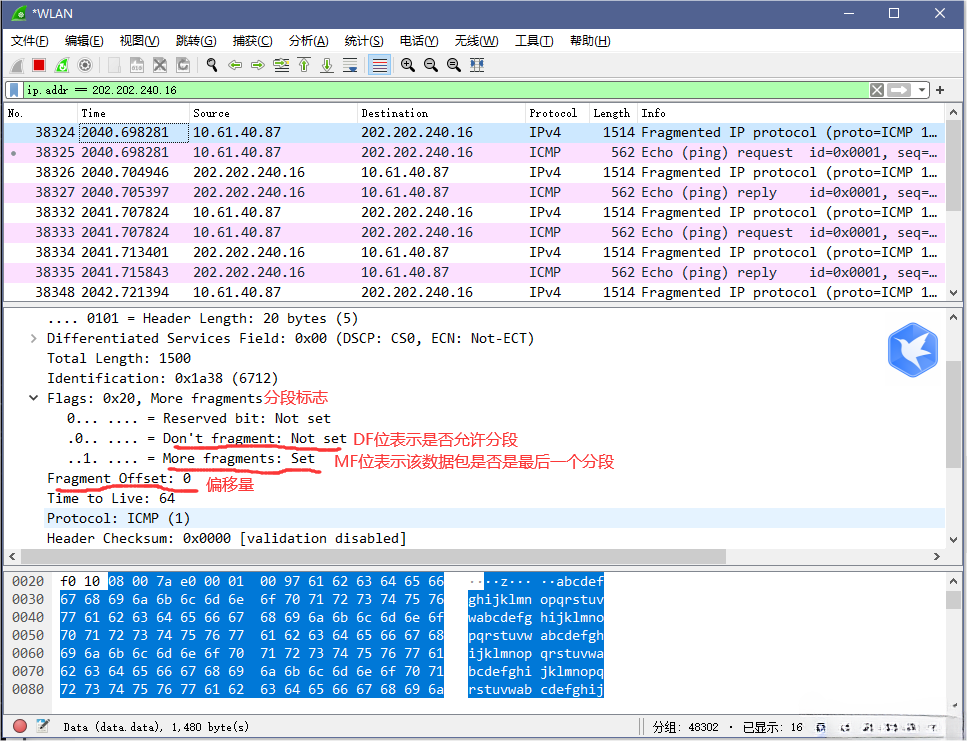 *WLAN
文件(F) 编辑(E) 视图(V) 跳转(G) 捕获(C) 分析(A) 统计(S) 电话(Y) 无线(W) 工具(T) 帮助(H)
ip.addr == 202.202.240.16
No. Time Source Destination Protocol Length Info
38324 2040.698281 10.61.40.87 202.202.240.16 IPv4 1514 Fragmented IP protocol (proto=ICMP 1…
38325 2040.698281 10.61.40.87 202.202.240.16 ICMP 562 Echo (ping) request id=0x0001, seq=…
38326 2040.704946 202.202.240.16 10.61.40.87 IPv4 1514 Fragmented IP protocol (proto=ICMP 1…
38327 2040.705397 202.202.240.16 10.61.40.87 ICMP 562 Echo (ping) reply id=0x0001, seq=…
38332 2041.707824 10.61.40.87 202.202.240.16 IPv4 1514 Fragmented IP protocol (proto=ICMP 1…
38333 2041.707824 10.61.40.87 202.202.240.16 ICMP 562 Echo (ping) request id=0x0001, seq=…
38334 2041.713401 202.202.240.16 10.61.40.87 IPv4 1514 Fragmented IP protocol (proto=ICMP 1…
38335 2041.715843 202.202.240.16 10.61.40.87 ICMP 562 Echo (ping) reply id=0x0001, seq=…
38348 2042.721394 10.61.40.87 202.202.240.16 IPv4 1514 Fragmented IP protocol (proto=ICMP 1…
.... 0101 = Header Length: 20 bytes (5)
Differentiated Services Field: 0x00 (DSCP: CS0, ECN: Not-ECT)
Total Length: 1500
Identification: 0x1a38 (6712)
Flags: 0x20, More fragments分段标志
0... .... = Reserved bit: Not set
.0.. .... = Don't fragment: Not set DF位表示是否允许分段
..1. .... = More fragments: Set MF位表示该数据包是否是最后一个分段
Fragment Offset: 0 偏移量
Time to Live: 64
Protocol: ICMP (1)
Header Checksum: 0x0000 [validation disabled]
0020 f0 10 08 00 7a e0 00 01 00 97 61 62 63 64 65 66 ····z··· ··abcdef
0030 67 68 69 6a 6b 6c 6d 6e 6f 70 71 72 73 74 75 76 ghijklmn opqrstuv
0040 77 61 62 63 64 65 66 67 68 69 6a 6b 6c 6d 6e 6f wabcdefg hijklmno
0050 70 71 72 73 74 75 76 77 61 62 63 64 65 66 67 68 pqrstuvw abcdefgh
0060 69 6a 6b 6c 6d 6e 6f 70 71 72 73 74 75 76 77 61 ijklmnop qrstuvwa
0070 62 63 64 65 66 67 68 69 6a 6b 6c 6d 6e 6f 70 71 bcdefghi jklmnopq
0080 72 73 74 75 76 77 61 62 63 64 65 66 67 68 69 6a rstuvwab cdefghij
Data (data.data), 1,480 byte(s) 分组: 48302 · 已显示: 16